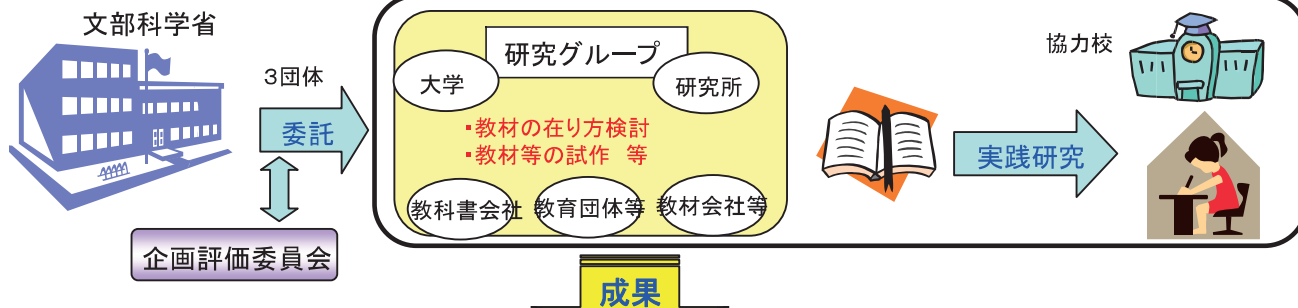 文部科学省
3団体
委託
企画評価委員会
研究グループ
大学
研究所
・教材の在り方検討
・教材等の試作 等
教科書会社
教育団体等
教材会社等
実践研究
協力校
成果